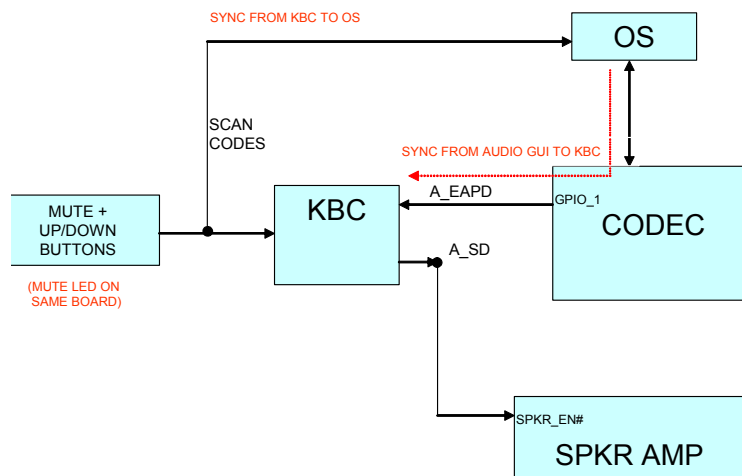 SYNC FROM KBC TO OS
OS
SCAN
CODES
SYNC FROM AUDIO GUI TO KBC
MUTE +
UP/DOWN
BUTTONS
KBC
A_EAPD
GPIO_1
CODEC
(MUTE LED ON
SAME BOARD)
A_SD
SPKR_EN#
SPKR AMP